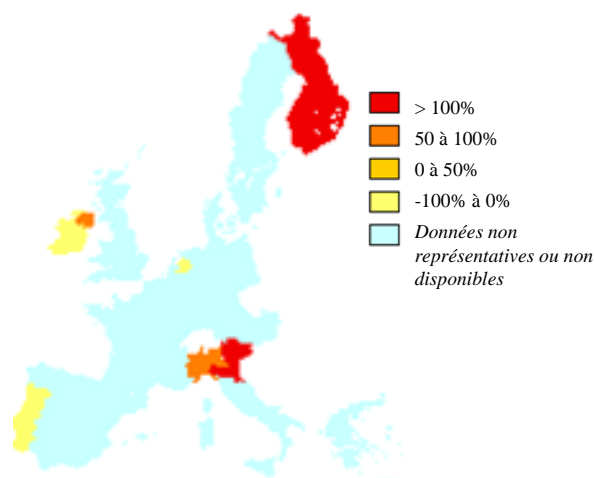 > 100%
50 à 100%
0 à 50%
-100% à 0%
Données non
représentatives ou non
disponibles